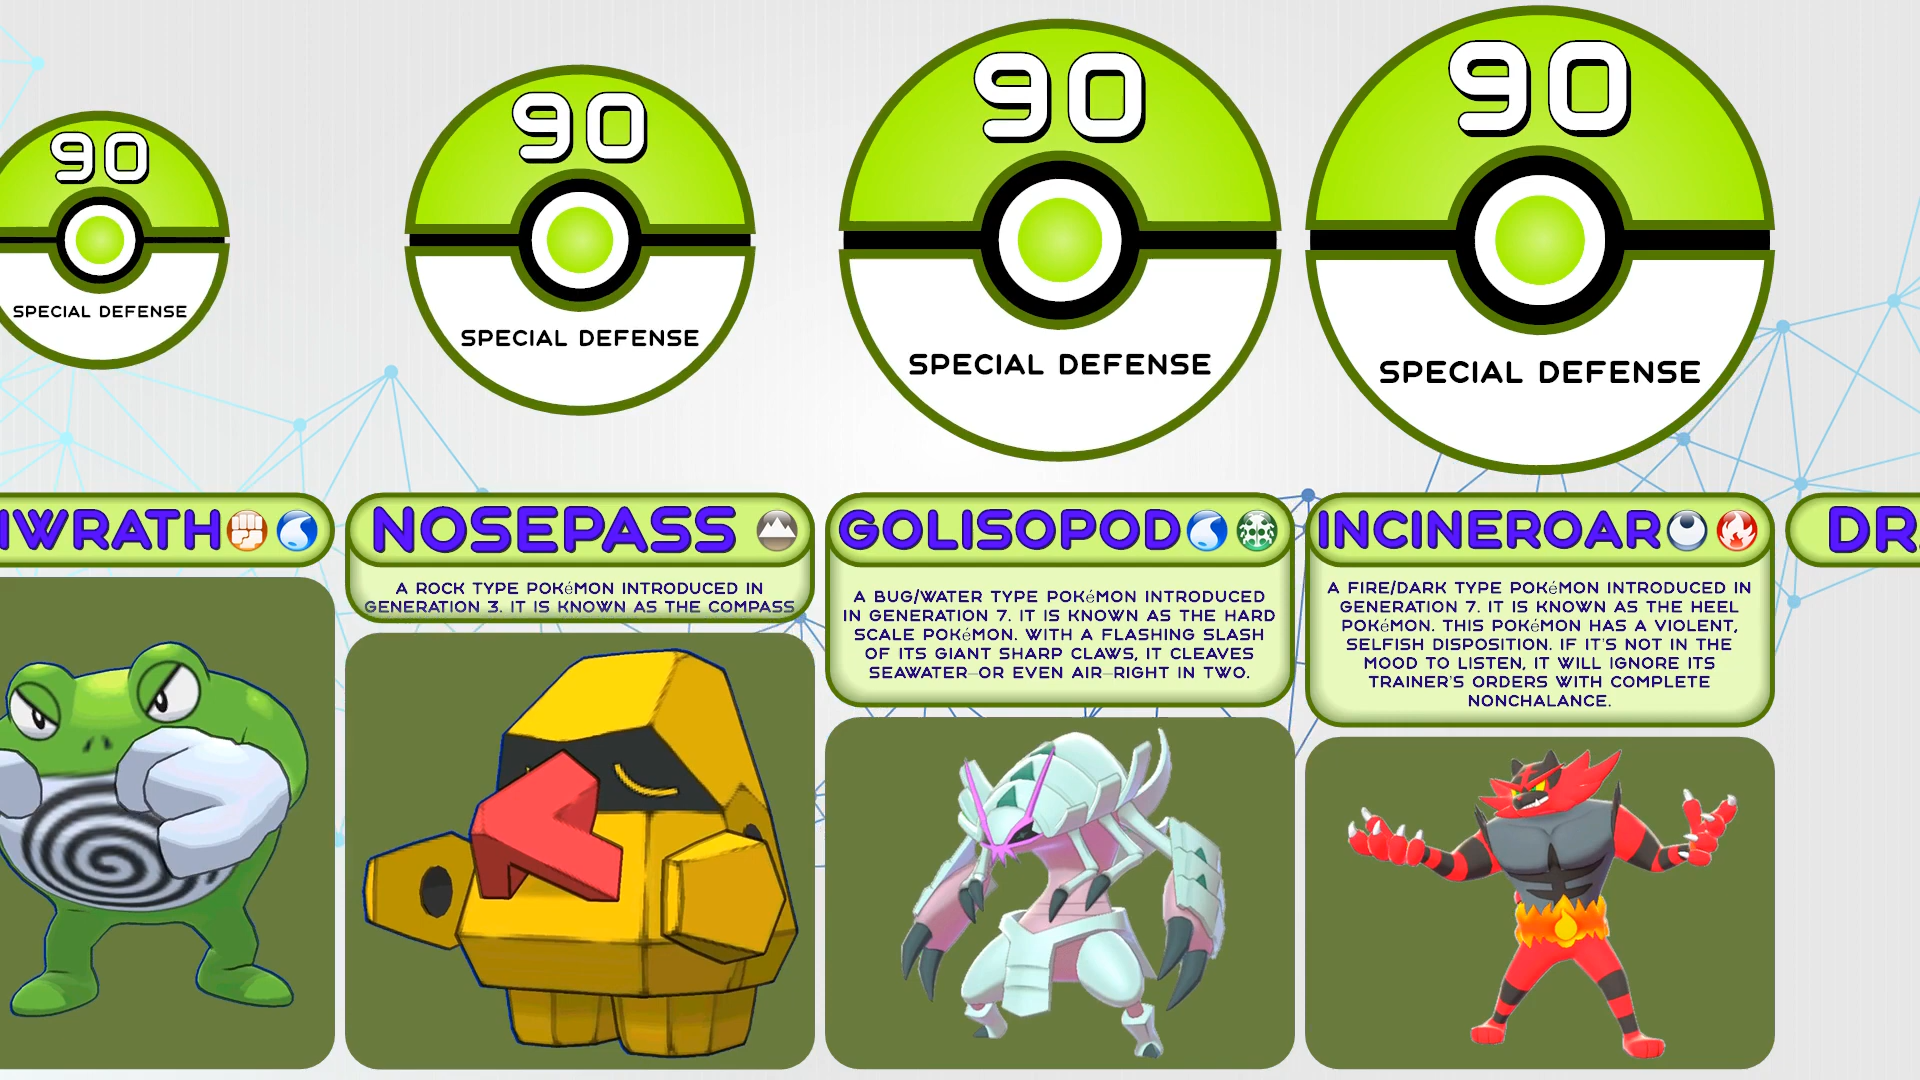 90
SPECIAL DEFENSE
IWRATH
90
SPECIAL DEFENSE
NOSEPASS
A ROCK TYPE POKéMON INTRODUCED IN
GENERATION 3. IT IS KNOWN AS THE COMPASS
90
SPECIAL DEFENSE
GOLISOPOD
A BUG/WATER TYPE POKéMON INTRODUCED
IN GENERATION 7. IT IS KNOWN AS THE HARD
SCALE POKéMON. WITH A FLASHING SLASH
OF ITS GIANT SHARP CLAWS, IT CLEAVES
SEAWATER—OR EVEN AIR—RIGHT IN TWO.
90
SPECIAL DEFENSE
INCINEROAR
A FIRE/DARK TYPE POKéMON INTRODUCED IN
GENERATION 7. IT IS KNOWN AS THE HEEL
POKéMON. THIS POKéMON HAS A VIOLENT,
SELFISH DISPOSITION. IF IT'S NOT IN THE
MOOD TO LISTEN, IT WILL IGNORE ITS
TRAINER'S ORDERS WITH COMPLETE
NONCHALANCE.
DR